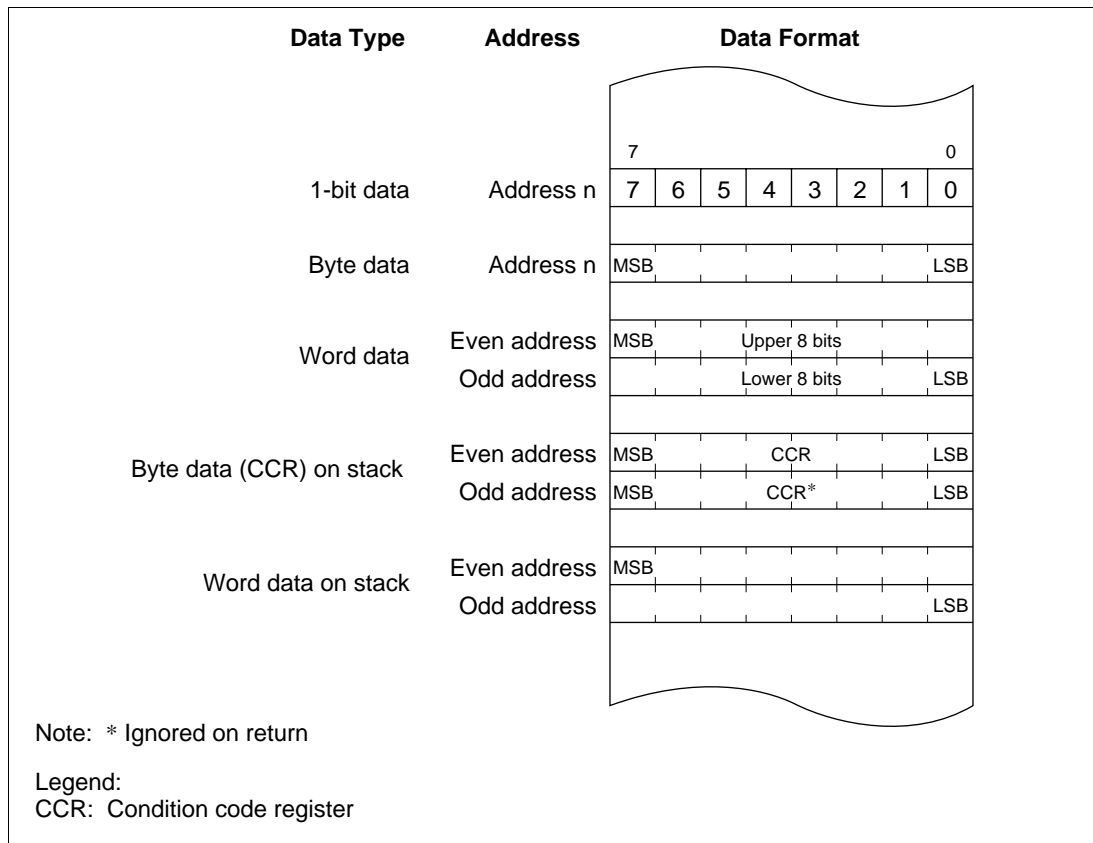 Data Type Address Data Format
7 0
1-bit data Address n 7 6 5 4 3 2 1 0
Byte data Address n MSB LSB
Word data
Even address MSB Upper 8 bits
Odd address Lower 8 bits LSB
Byte data (CCR) on stack
Even address MSB CCR LSB
Odd address MSB CCR* LSB
Word data on stack
Even address MSB
Odd address LSB
Note: * Ignored on return
Legend:
CCR: Condition code register